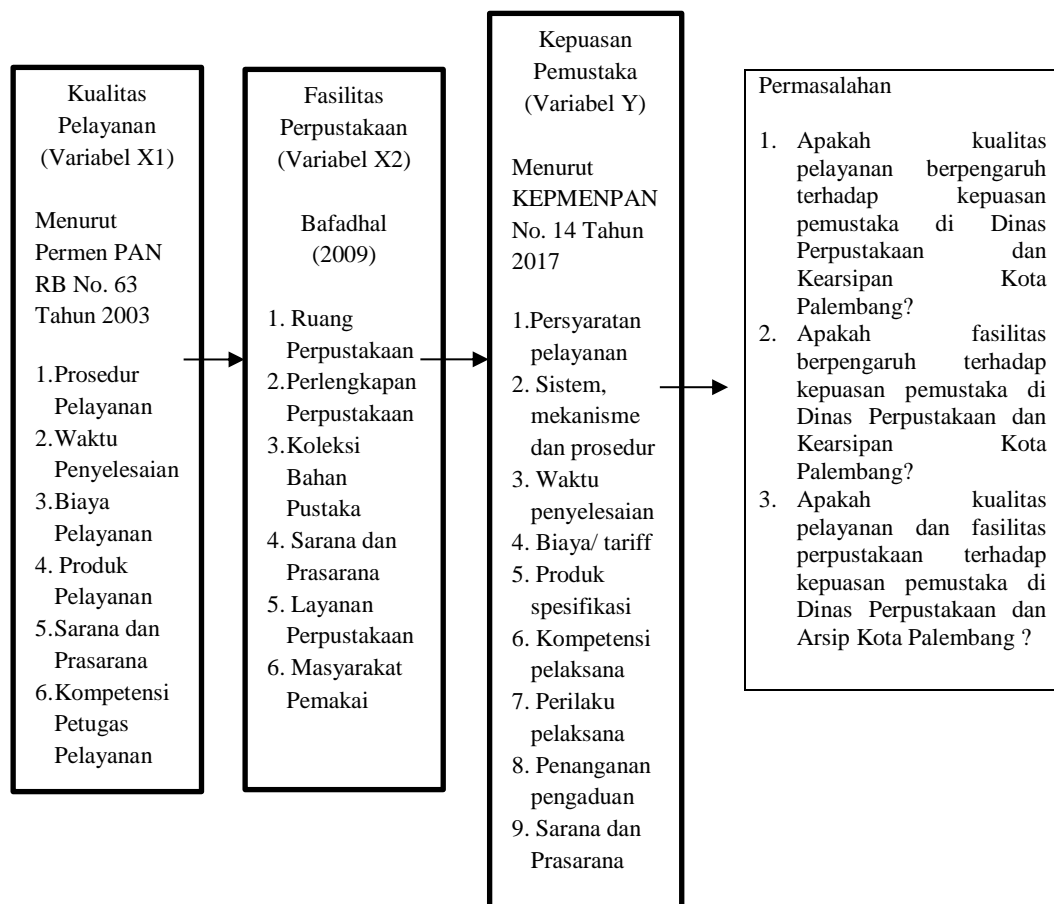 Kualitas
Pelayanan
(Variabel X1)
Menurut
Permen PAN
RB No. 63
Tahun 2003
1.Prosedur
Pelayanan
2.Waktu
Penyelesaian
3.Biaya
Pelayanan
4. Produk
Pelayanan
5.Sarana dan
Prasarana
6.Kompetensi
Petugas
Pelayanan
Fasilitas
Perpustakaan
(Variabel X2)
Bafadhal
(2009)
1. Ruang
Perpustakaan
2.Perlengkapan
Perpustakaan
3.Koleksi
Bahan
Pustaka
4. Sarana dan
Prasarana
5. Layanan
Perpustakaan
6. Masyarakat
Pemakai
Kepuasan
Pemustaka
(Variabel Y)
Menurut
KEPMENPAN
No. 14 Tahun
2017
1.Persyaratan
pelayanan
2. Sistem,
mekanisme
dan prosedur
3. Waktu
penyelesaian
4. Biaya/ tariff
5. Produk
spesifikasi
6. Kompetensi
pelaksana
7. Perilaku
pelaksana
8. Penanganan
pengaduan
9. Sarana dan
Prasarana
Permasalahan
1. Apakah kualitas
pelayanan berpengaruh
terhadap kepuasan
pemustaka di Dinas
Perpustakaan dan
Kearsipan Kota
Palembang?
2. Apakah fasilitas
berpengaruh terhadap
kepuasan pemustaka di
Dinas Perpustakaan dan
Kearsipan Kota
Palembang?
3. Apakah kualitas
pelayanan dan fasilitas
perpustakaan terhadap
kepuasan pemustaka di
Dinas Perpustakaan dan
Arsip Kota Palembang ?